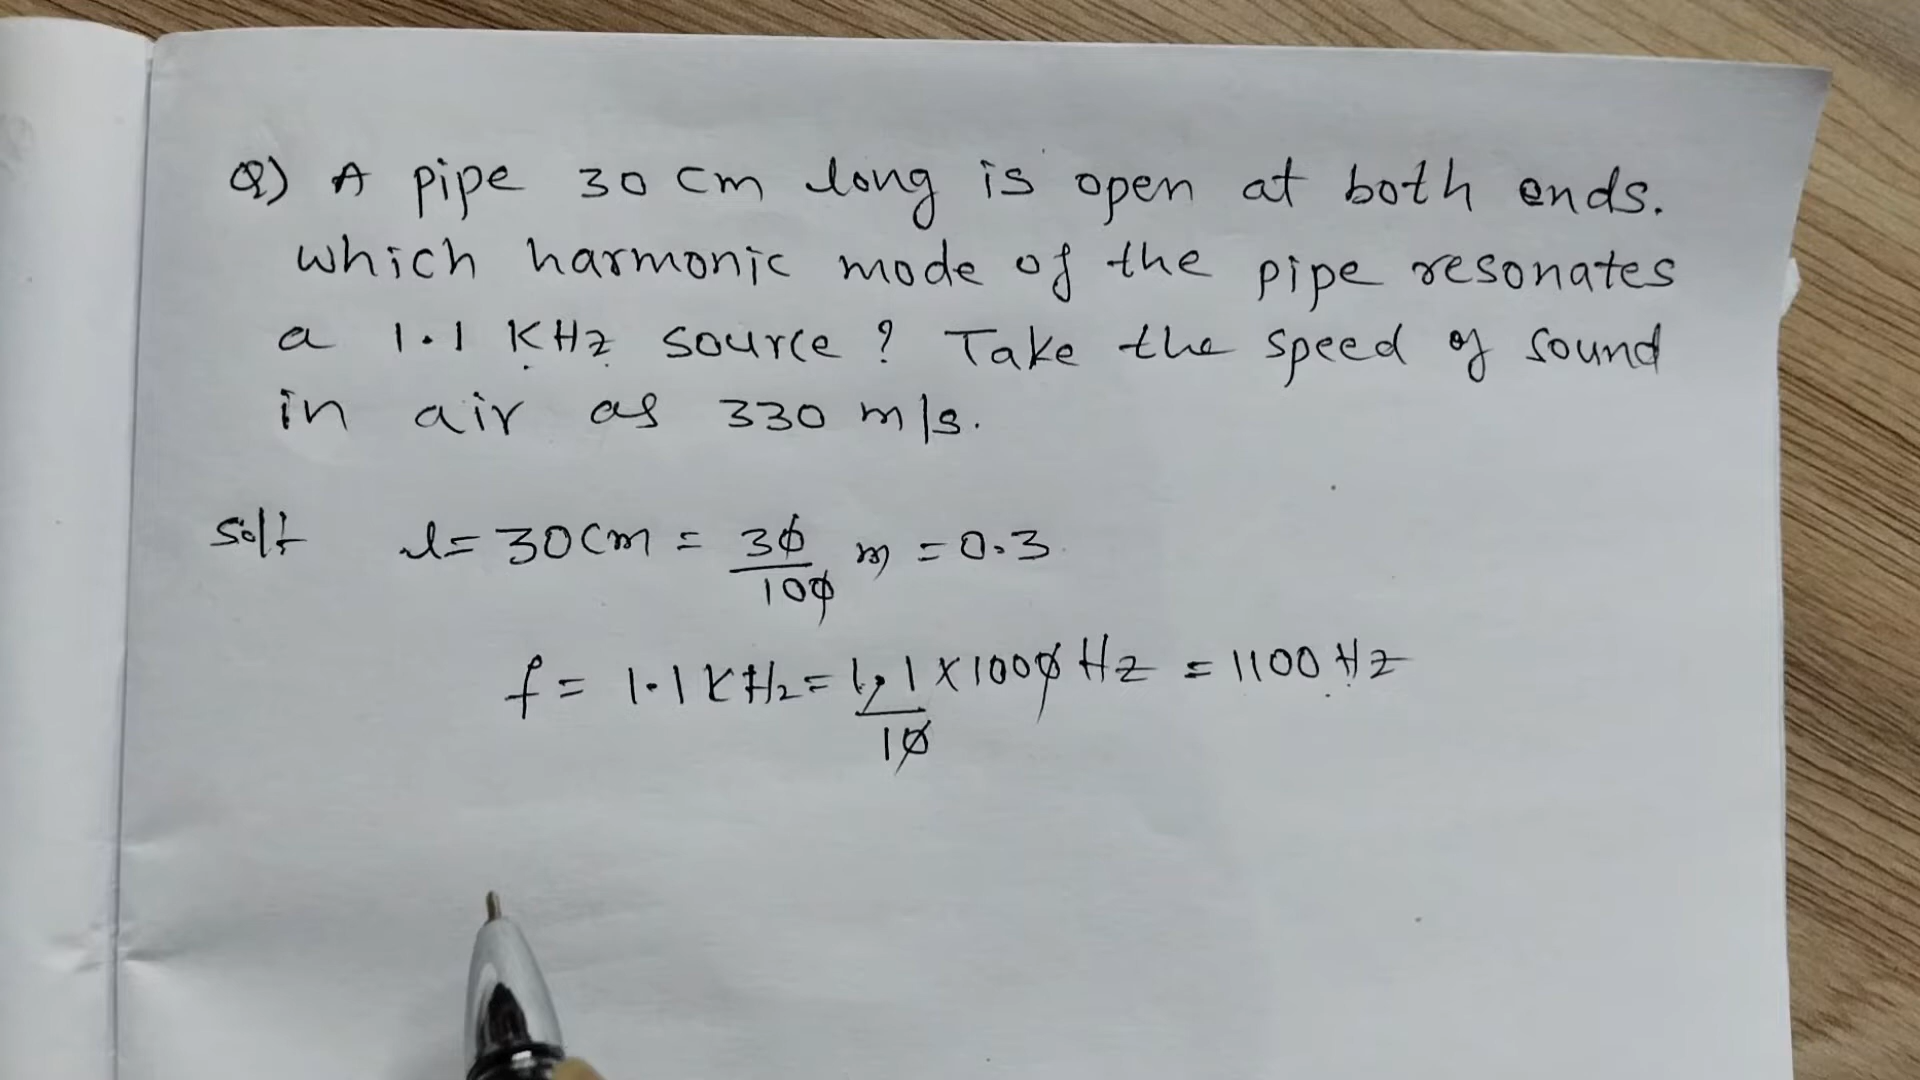 Q) A pipe 30 cm long is open at both ends.
which harmonic mode of the pipe resonates
a 1.1 KHz source ? Take the speed of sound
in air as 330 m/s.
Sol: l = 30 cm = 30/100 m = 0.3
f = 1.1 KHz = 1,1/10 × 1000 Hz = 1100 Hz